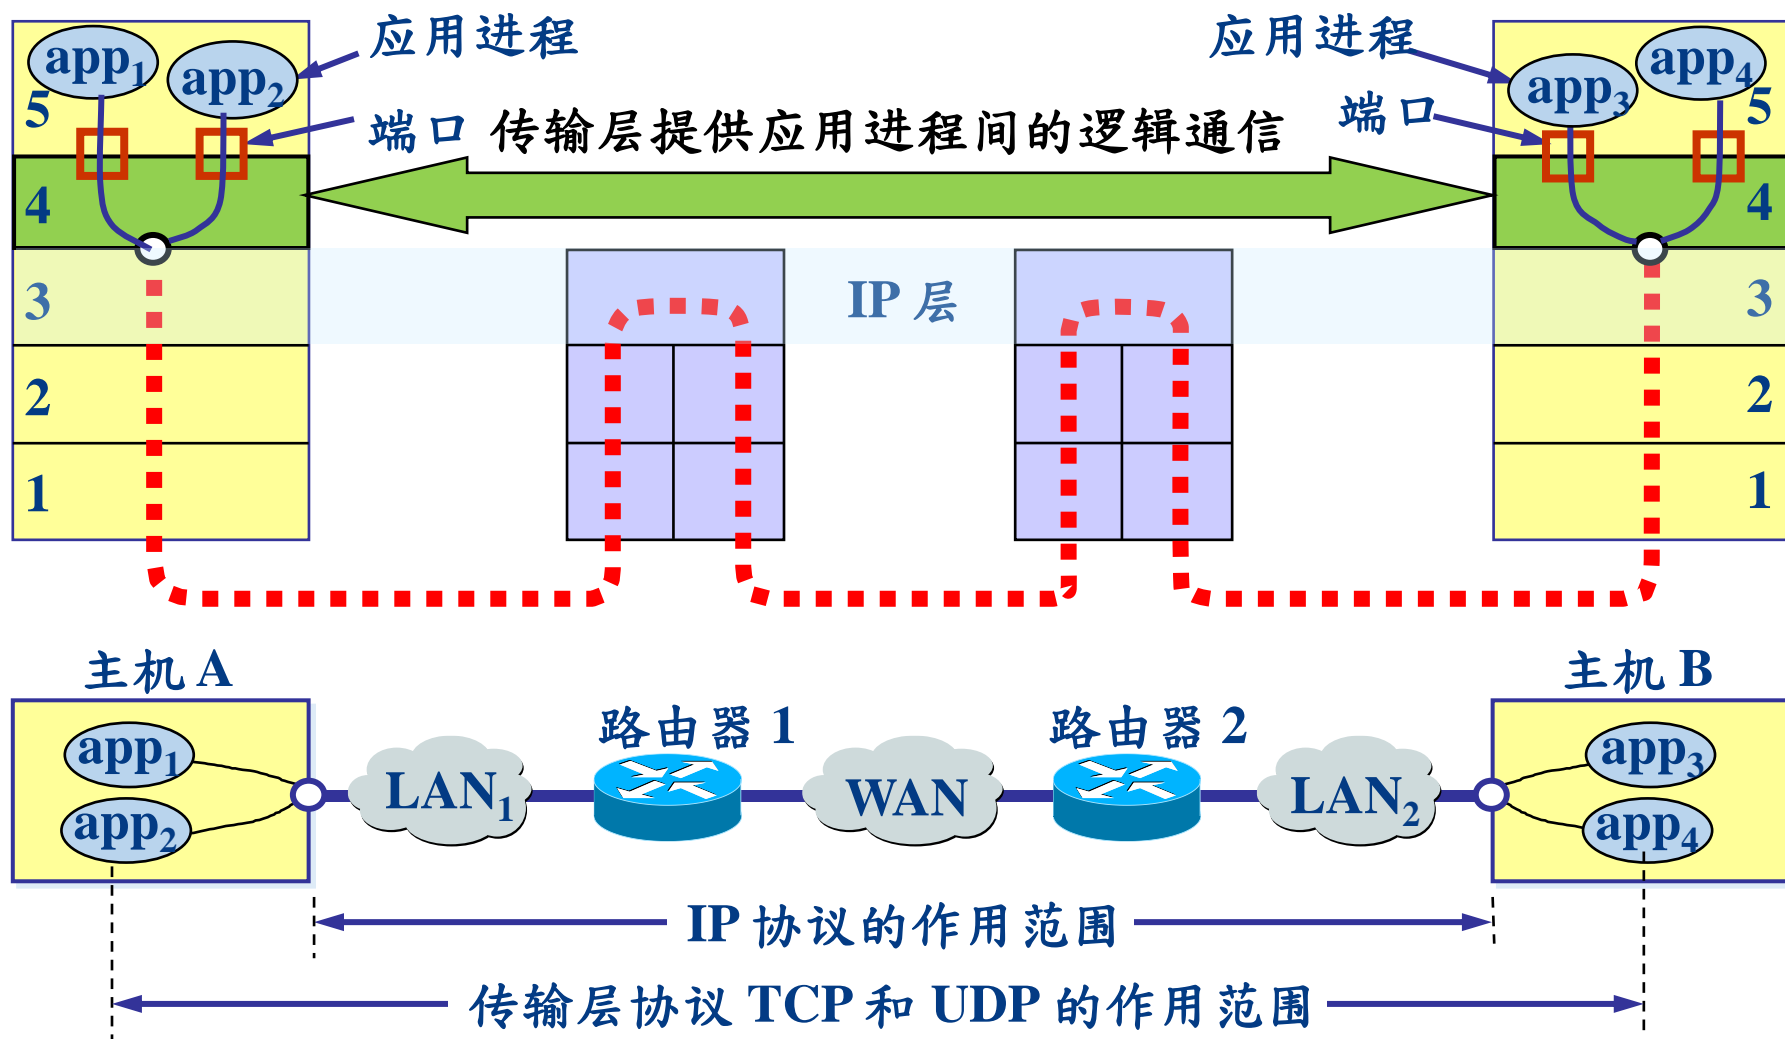 app1
app2
应用进程
应用进程
app3
app4
5
端口
传输层提供应用进程间的逻辑通信
端口
5
4
4
3
IP 层
3
2
2
1
1
主机 A
主机 B
路由器 1
路由器 2
app1
app2
LAN1
WAN
LAN2
app3
app4
IP 协议的作用范围
传输层协议 TCP 和 UDP 的作用范围